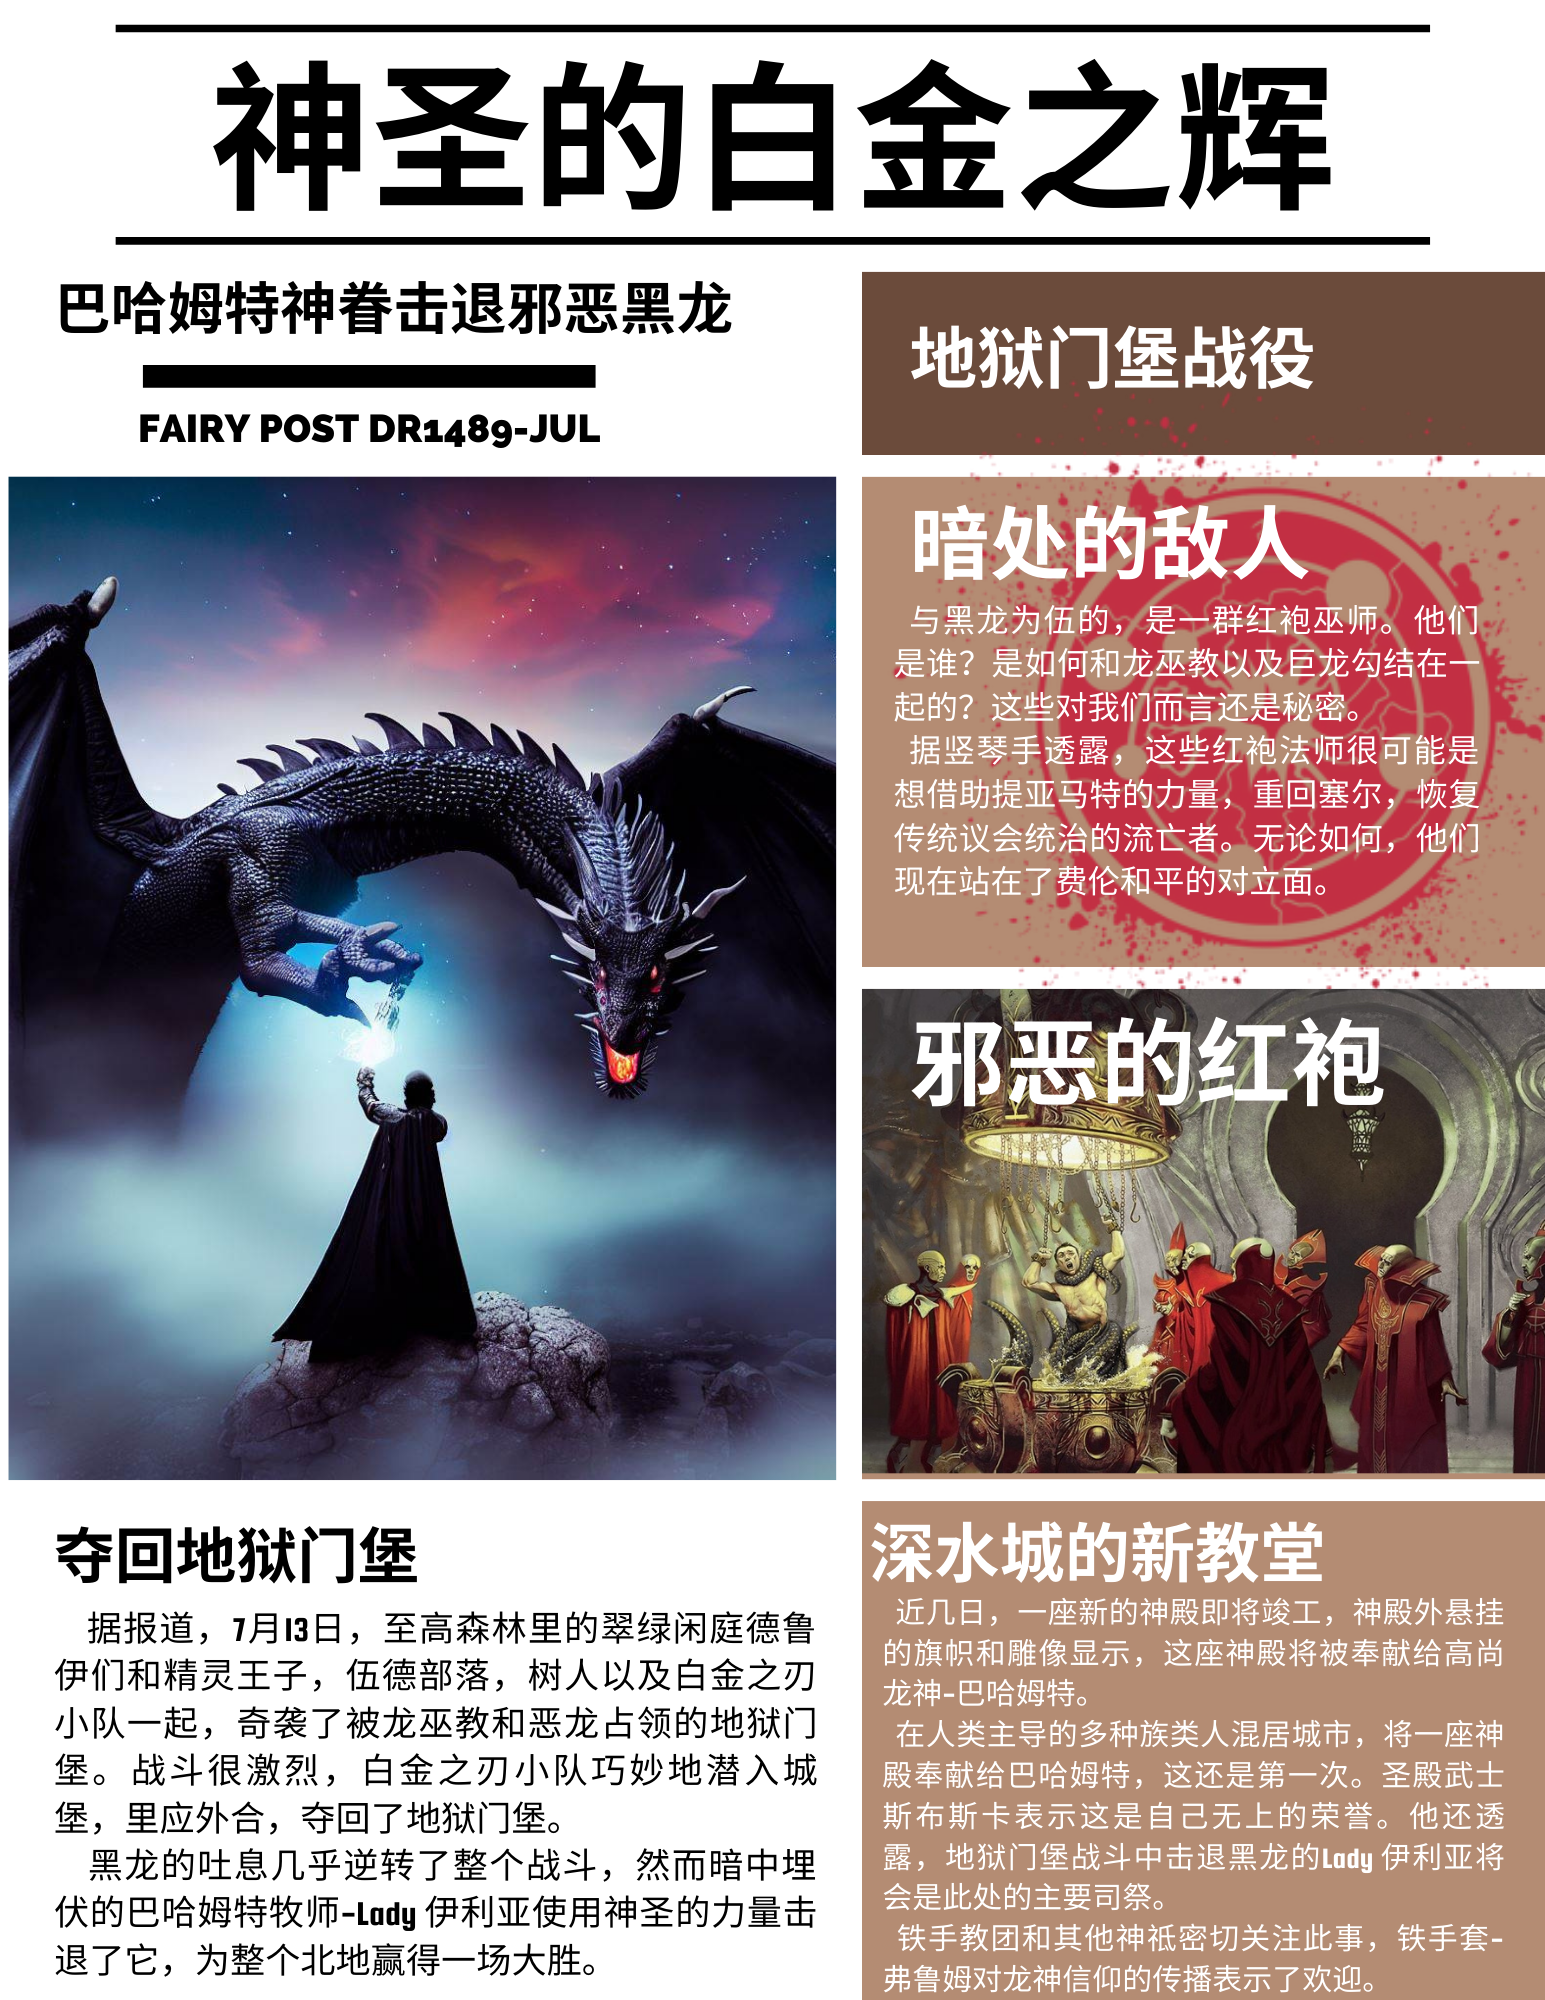 神圣的白金之辉
巴哈姆特神眷击退邪恶黑龙
FAIRY POST DR1489-JUL
夺回地狱门堡
据报道，7月13日，至高森林里的翠绿闲庭德鲁
伊们和精灵王子，伍德部落，树人以及白金之刃
小队一起，奇袭了被龙巫教和恶龙占领的地狱门
堡。战斗很激烈，白金之刃小队巧妙地潜入城
堡，里应外合，夺回了地狱门堡。
黑龙的吐息几乎逆转了整个战斗，然而暗中埋
伏的巴哈姆特牧师-Lady 伊利亚使用神圣的力量击
退了它，为整个北地赢得一场大胜。
地狱门堡战役
暗处的敌人
与黑龙为伍的，是一群红袍巫师。他们
是谁？是如何和龙巫教以及巨龙勾结在一
起的？这些对我们而言还是秘密。
据竖琴手透露，这些红袍法师很可能是
想借助提亚马特的力量，重回塞尔，恢复
传统议会统治的流亡者。无论如何，他们
现在站在了费伦和平的对立面。
邪恶的红袍
深水城的新教堂
近几日，一座新的神殿即将竣工，神殿外悬挂
的旗帜和雕像显示，这座神殿将被奉献给高尚
龙神-巴哈姆特。
在人类主导的多种族类人混居城市，将一座神
殿奉献给巴哈姆特，这还是第一次。圣殿武士
斯布斯卡表示这是自己无上的荣誉。他还透
露，地狱门堡战斗中击退黑龙的Lady 伊利亚将
会是此处的主要司祭。
铁手教团和其他神祇密切关注此事，铁手套-
弗鲁姆对龙神信仰的传播表示了欢迎。